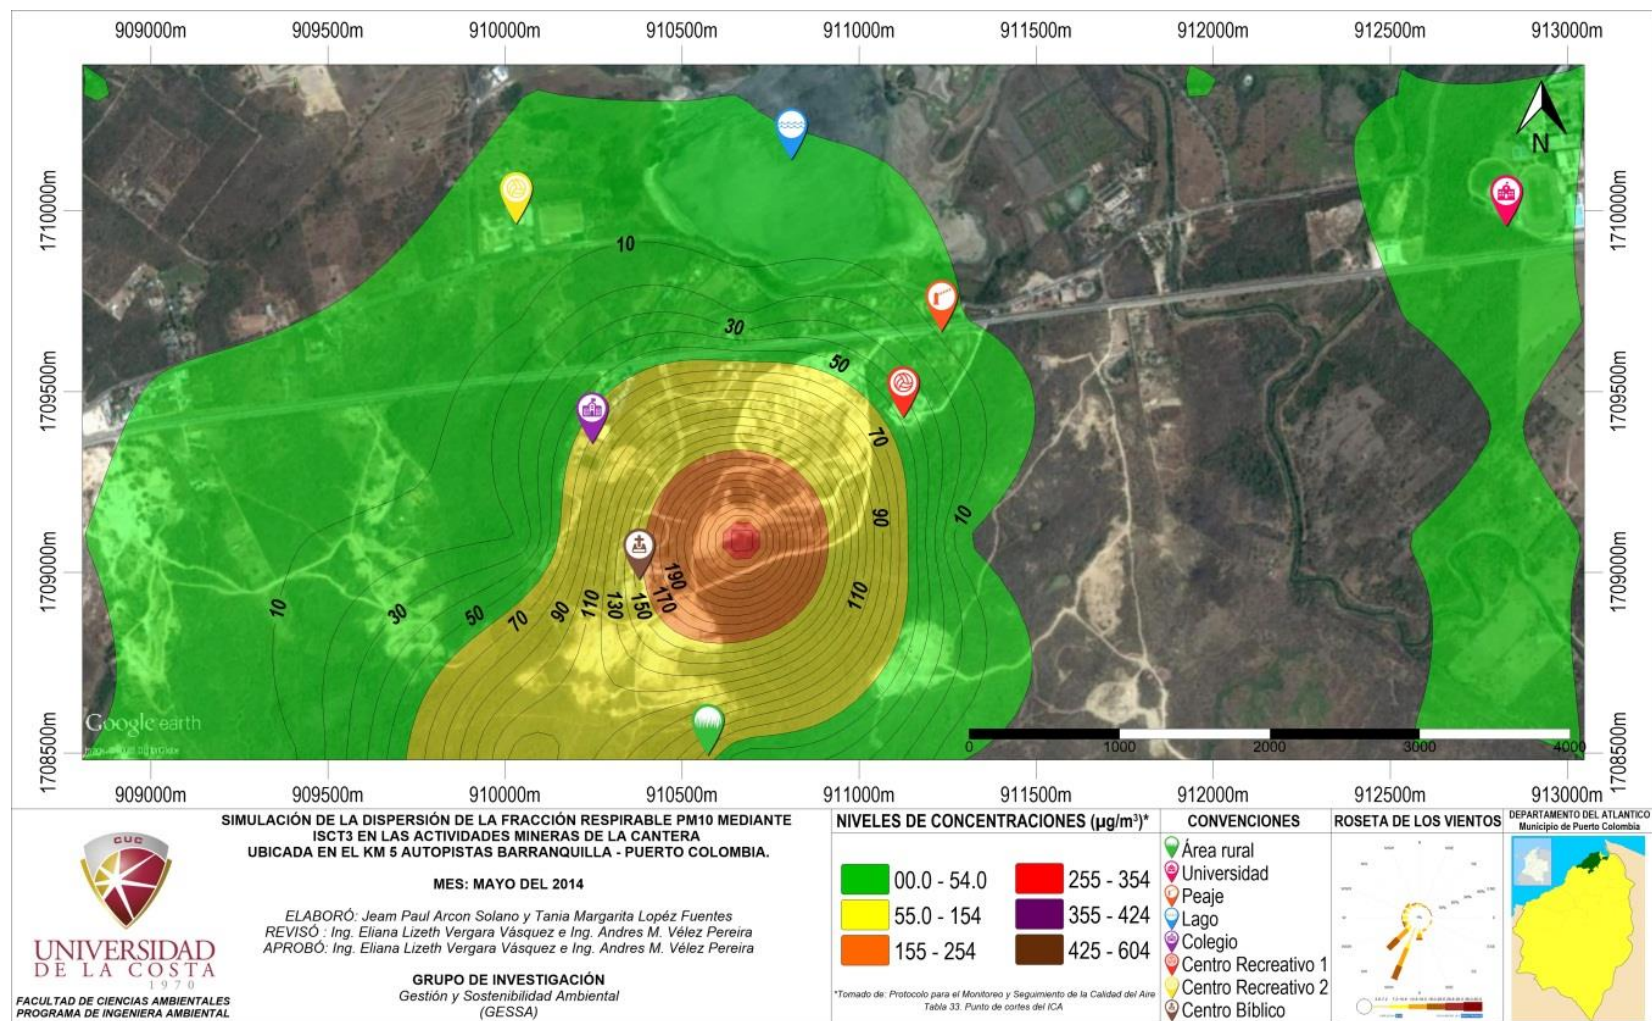 909000m 909500m 910000m 910500m 911000m 911500m 912000m 912500m 913000m
N
1710000m 1710000m
10
30
50
1709500m 1709500m
70
90 10
1709000m 1709000m
190
170
150
130
110
90
70
50
30
10
110
Google earth
0 1000 2000 3000 4000
1708500m 1708500m
909000m 909500m 910000m 910500m 911000m 911500m 912000m 912500m 913000m
CUC
UNIVERSIDAD
DE LA COSTA
1970
FACULTAD DE CIENCIAS AMBIENTALES
PROGRAMA DE INGENIERA AMBIENTAL
SIMULACIÓN DE LA DISPERSIÓN DE LA FRACCIÓN RESPIRABLE PM10 MEDIANTE
ISCT3 EN LAS ACTIVIDADES MINERAS DE LA CANTERA
UBICADA EN EL KM 5 AUTOPISTAS BARRANQUILLA - PUERTO COLOMBIA.
MES: MAYO DEL 2014
ELABORÓ: Jeam Paul Arcon Solano y Tania Margarita Lopéz Fuentes
REVISÓ : Ing. Eliana Lizeth Vergara Vásquez e Ing. Andres M. Vélez Pereira
APROBÓ: Ing. Eliana Lizeth Vergara Vásquez e Ing. Andres M. Vélez Pereira
GRUPO DE INVESTIGACIÓN
Gestión y Sostenibilidad Ambiental
(GESSA)
NIVELES DE CONCENTRACIONES (µg/m³)*
00.0 - 54.0 255 - 354
55.0 - 154 355 - 424
155 - 254 425 - 604
*Tomado de: Protocolo para el Monitoreo y Seguimiento de la Calidad del Aire
Tabla 33. Punto de cortes del ICA
CONVENCIONES
Área rural
Universidad
Peaje
Lago
Colegio
Centro Recreativo 1
Centro Recreativo 2
Centro Bíblico
ROSETA DE LOS VIENTOS
DEPARTAMENTO DEL ATLANTICO
Municipio de Puerto Colombia